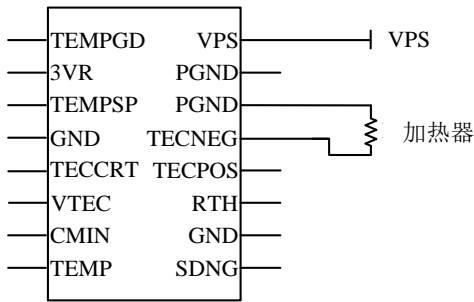 TEMPGD VPS VPS
3VR PGND
TEMPSP PGND
GND TECNEG 加热器
TECCRT TECPOS
VTEC RTH
CMIN GND
TEMP SDNG